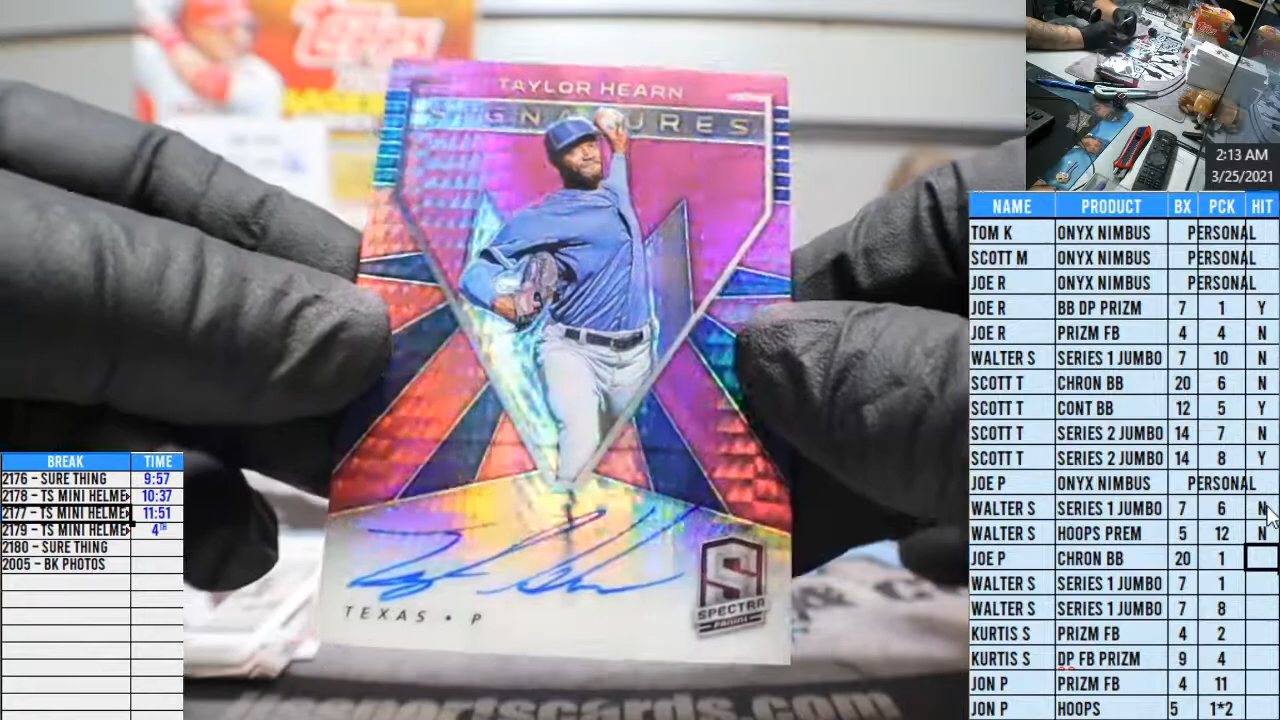 Topps
TAYLOR HEARN
SIGNATURES
TEXAS • P
SPECTRA
PANINI
2:13 AM
3/25/2021
NAME PRODUCT BX PCK HIT
TOM K ONYX NIMBUS PERSONAL
SCOTT M ONYX NIMBUS PERSONAL
JOE R ONYX NIMBUS PERSONAL
JOE R BB DP PRIZM 7 1 Y
JOE R PRIZM FB 4 4 N
WALTER S SERIES 1 JUMBO 7 10 N
SCOTT T CHRON BB 20 6 N
SCOTT T CONT BB 12 5 Y
SCOTT T SERIES 2 JUMBO 14 7 N
SCOTT T SERIES 2 JUMBO 14 8 Y
JOE P ONYX NIMBUS PERSONAL
WALTER S SERIES 1 JUMBO 7 6 N
WALTER S HOOPS PREM 5 12 N
JOE P CHRON BB 20 1
WALTER S SERIES 1 JUMBO 7 1
WALTER S SERIES 1 JUMBO 7 8
KURTIS S PRIZM FB 4 2
KURTIS S DP FB PRIZM 9 4
JON P PRIZM FB 4 11
JON P HOOPS 5 1*2
BREAK TIME
2176 – SURE THING 9:57
2178 – TS MINI HELME 10:37
2177 – TS MINI HELME 11:51
2179 – TS MINI HELME 4TH
2180 – SURE THING
2005 – BK PHOTOS